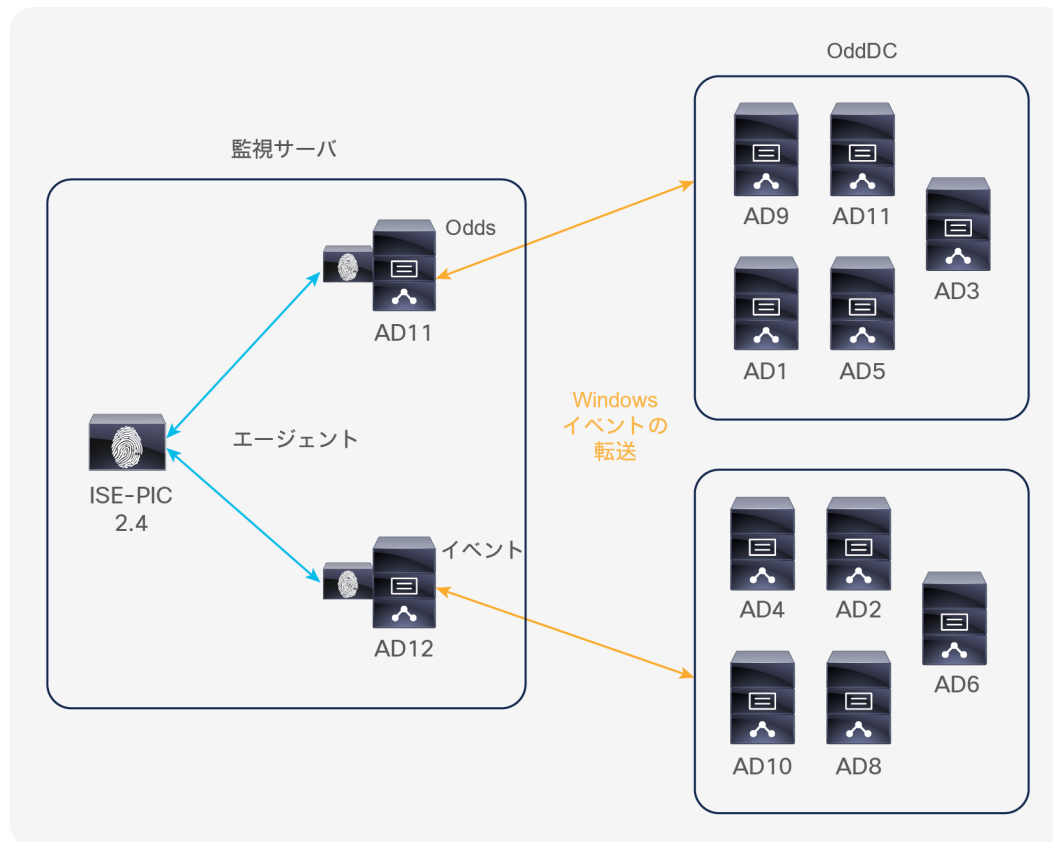 OddDC
監視サーバ
AD9
AD11
AD3
AD1
AD5
Odds
AD11
Windows
イベントの
転送
エージェント
ISE-PIC
2.4
イベント
AD12
AD4
AD2
AD6
AD10
AD8